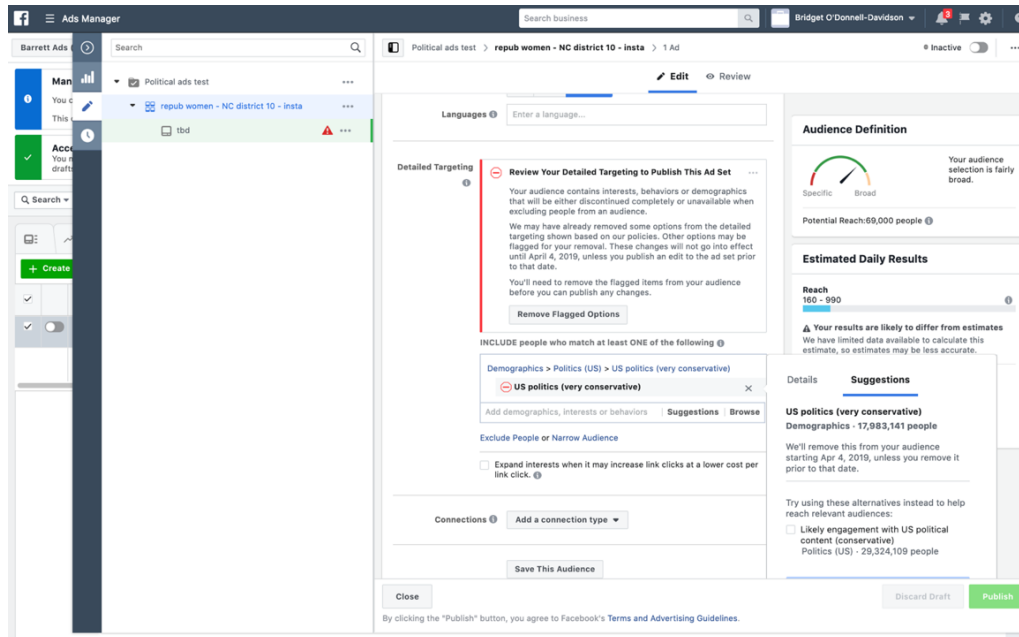 Ads Manager
Search business
Bridget O'Donnell-Davidson
3
Barrett Ads (
Search
Political ads test > repub women - NC district 10 - insta > 1 Ad
Inactive
Man
You c
This
Acce
You m
drafts
Search
+ Create
Political ads test
repub women - NC district 10 - insta
tbd
Edit
Review
Languages
Enter a language...
Detailed Targeting
Review Your Detailed Targeting to Publish This Ad Set
Your audience contains interests, behaviors or demographics
that will be either discontinued completely or unavailable when
excluding people from an audience.
We may have already removed some options from the detailed
targeting shown based on our policies. Other options may be
flagged for your removal. These changes will not go into effect
until April 4, 2019, unless you publish an edit to the ad set prior
to that date.
You'll need to remove the flagged items from your audience
before you can publish any changes.
Remove Flagged Options
INCLUDE people who match at least ONE of the following
Demographics > Politics (US) > US politics (very conservative)
US politics (very conservative)
Add demographics, interests or behaviors | Suggestions | Browse
Exclude People or Narrow Audience
Expand interests when it may increase link clicks at a lower cost per
link click.
Connections
Add a connection type
Save This Audience
Close
Discard Draft
Publish
By clicking the "Publish" button, you agree to Facebook's Terms and Advertising Guidelines.
Audience Definition
Specific
Broad
Your audience
selection is fairly
broad.
Potential Reach:69,000 people
Estimated Daily Results
Reach
160 - 990
Your results are likely to differ from estimates
We have limited data available to calculate this
estimate, so estimates may be less accurate.
Details
Suggestions
US politics (very conservative)
Demographics - 17,983,141 people
We'll remove this from your audience
starting Apr 4, 2019, unless you remove it
prior to that date.
Try using these alternatives instead to help
reach relevant audiences:
Likely engagement with US political
content (conservative)
Politics (US) - 29,324,109 people